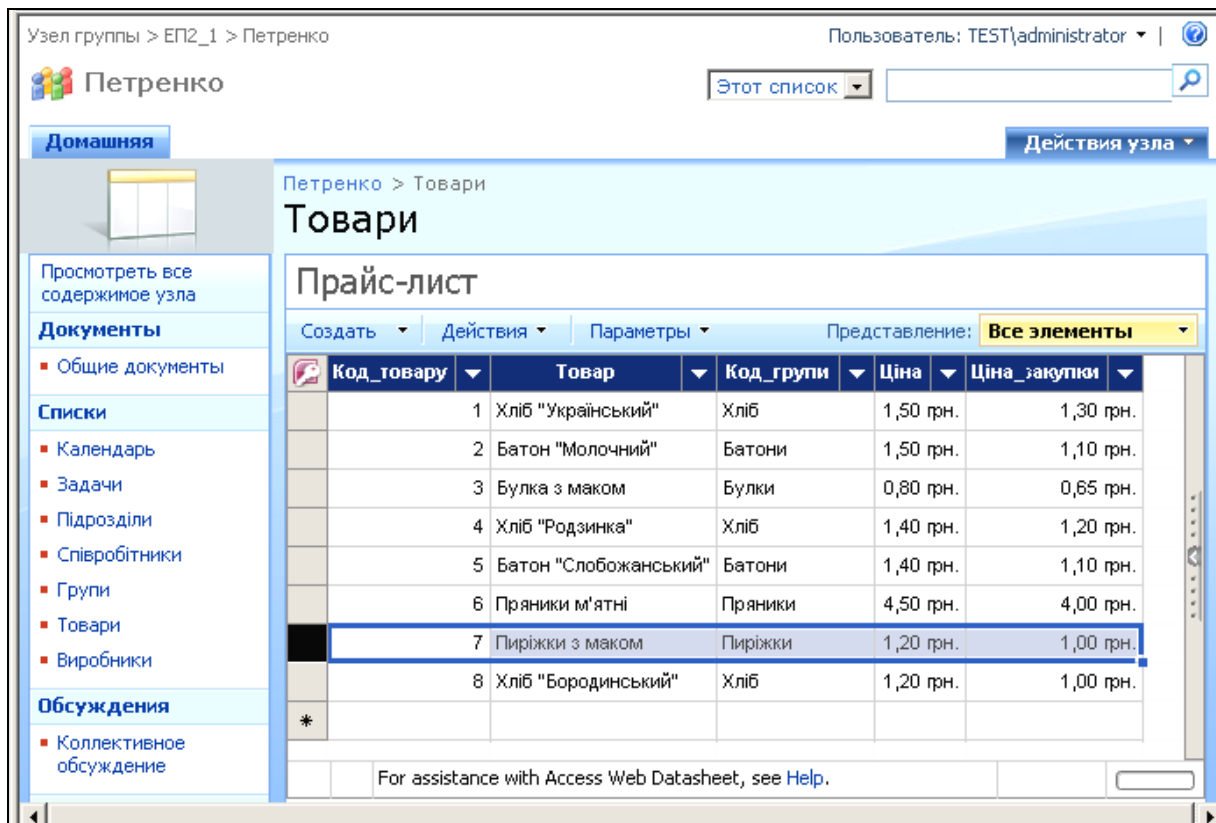 Узел группы > ЕП2_1 > Петренко
Пользователь: TEST\administrator
Петренко
Этот список
Домашняя
Действия узла
Петренко > Товари
Товари
Просмотреть все
содержимое узла
Документы
Общие документы
Списки
Календарь
Задачи
Підрозділи
Співробітники
Групи
Товари
Виробники
Обсуждения
Коллективное
обсуждение
Прайс-лист
Создать Действия Параметры Представление: Все элементы
Код_товару Товар Код_групи Ціна Ціна_закупки
1 Хліб "Український" Хліб 1,50 грн. 1,30 грн.
2 Батон "Молочний" Батони 1,50 грн. 1,10 грн.
3 Булка з маком Булки 0,80 грн. 0,65 грн.
4 Хліб "Родзинка" Хліб 1,40 грн. 1,20 грн.
5 Батон "Слобожанський" Батони 1,40 грн. 1,10 грн.
6 Пряники м'ятні Пряники 4,50 грн. 4,00 грн.
7 Пиріжки з маком Пиріжки 1,20 грн. 1,00 грн.
8 Хліб "Бородинський" Хліб 1,20 грн. 1,00 грн.
For assistance with Access Web Datasheet, see Help.